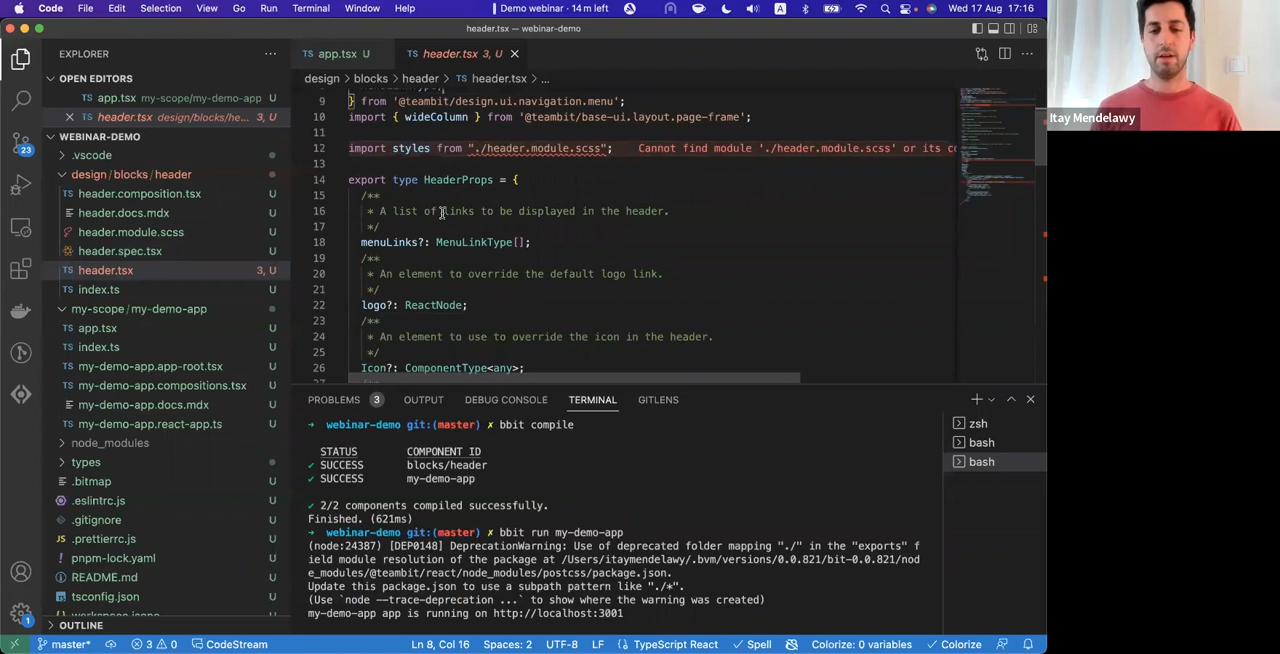 Code File Edit Selection View Go Run Terminal Window Help Demo webinar · 14 m left A Wed 17 Aug 17:16
header.tsx — webinar-demo
EXPLORER
app.tsx U
header.tsx 3, U
OPEN EDITORS
design > blocks > header > header.tsx > ...
app.tsx my-scope/my-demo-app U
header.tsx design/blocks/he... 3, U
WEBINAR-DEMO
.vscode
design/blocks/header
header.composition.tsx U
header.docs.mdx U
header.module.scss U
header.spec.tsx U
header.tsx 3, U
index.ts U
my-scope/my-demo-app
app.tsx U
index.ts U
my-demo-app.app-root.tsx U
my-demo-app.compositions.tsx U
my-demo-app.docs.mdx U
my-demo-app.react-app.ts U
node_modules
types
.bitmap U
.eslintrc.js U
.gitignore U
.prettierrc.js U
pnpm-lock.yaml U
README.md U
tsconfig.json U
OUTLINE
23
1
9 } from '@teambit/design.ui.navigation.menu';
10 import { wideColumn } from '@teambit/base-ui.layout.page-frame';
11
12 import styles from "./header.module.scss"; Cannot find module './header.module.scss' or its co
13
14 export type HeaderProps = {
15 /**
16 * A list of links to be displayed in the header.
17 */
18 menuLinks?: MenuLinkType[];
19 /**
20 * An element to override the default logo link.
21 */
22 logo?: ReactNode;
23 /**
24 * An element to use to override the icon in the header.
25 */
26 Icon?: ComponentType<any>;
PROBLEMS 3 OUTPUT DEBUG CONSOLE TERMINAL GITLENS
→ webinar-demo git:(master) ✗ bbit compile
STATUS COMPONENT ID
✓ SUCCESS blocks/header
✓ SUCCESS my-demo-app
✓ 2/2 components compiled successfully.
Finished. (621ms)
→ webinar-demo git:(master) ✗ bbit run my-demo-app
(node:24387) [DEP0148] DeprecationWarning: Use of deprecated folder mapping "./" in the "exports" f
ield module resolution of the package at /Users/itaymendelawy/.bvm/versions/0.0.821/bit-0.0.821/nod
e_modules/@teambit/react/node_modules/postcss/package.json.
Update this package.json to use a subpath pattern like "./*".
(Use `node --trace-deprecation ...` to show where the warning was created)
my-demo-app app is running on http://localhost:3001
zsh
bash
bash
master* 3 0 CodeStream Ln 8, Col 16 Spaces: 2 UTF-8 LF TypeScript React Spell Colorize: 0 variables Colorize
Itay Mendelawy